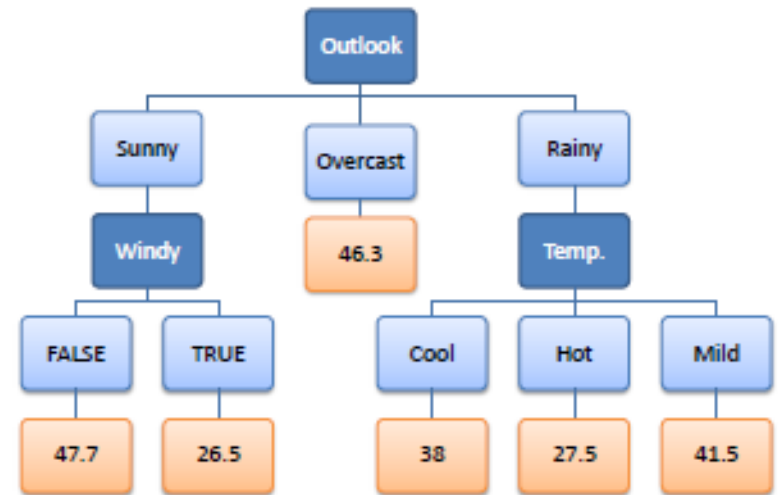 Outlook
Sunny
Overcast
Rainy
Windy
46.3
Temp.
FALSE
TRUE
Cool
Hot
Mild
47.7
26.5
38
27.5
41.5